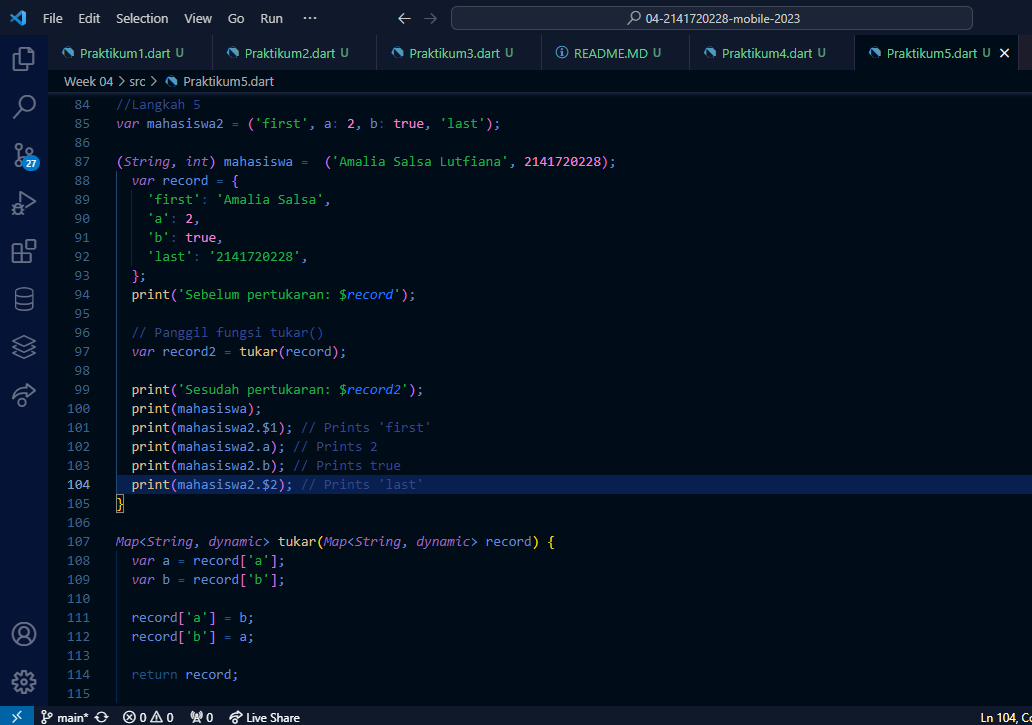 File Edit Selection View Go Run ··· 04-2141720228-mobile-2023
Praktikum1.dart U Praktikum2.dart U Praktikum3.dart U README.MD U Praktikum4.dart U Praktikum5.dart U
Week 04 > src > Praktikum5.dart
84 //Langkah 5
85 var mahasiswa2 = ('first', a: 2, b: true, 'last');
86
87 (String, int) mahasiswa =  ('Amalia Salsa Lutfiana', 2141720228);
88 var record = {
89 'first': 'Amalia Salsa',
90 'a': 2,
91 'b': true,
92 'last': '2141720228',
93 };
94 print('Sebelum pertukaran: $record');
95
96 // Panggil fungsi tukar()
97 var record2 = tukar(record);
98
99 print('Sesudah pertukaran: $record2');
100 print(mahasiswa);
101 print(mahasiswa2.$1); // Prints 'first'
102 print(mahasiswa2.a); // Prints 2
103 print(mahasiswa2.b); // Prints true
104 print(mahasiswa2.$2); // Prints 'last'
105 }
106
107 Map<String, dynamic> tukar(Map<String, dynamic> record) {
108 var a = record['a'];
109 var b = record['b'];
110
111 record['a'] = b;
112 record['b'] = a;
113
114 return record;
115
27
main* 0 0 0 Live Share Ln 104, Co